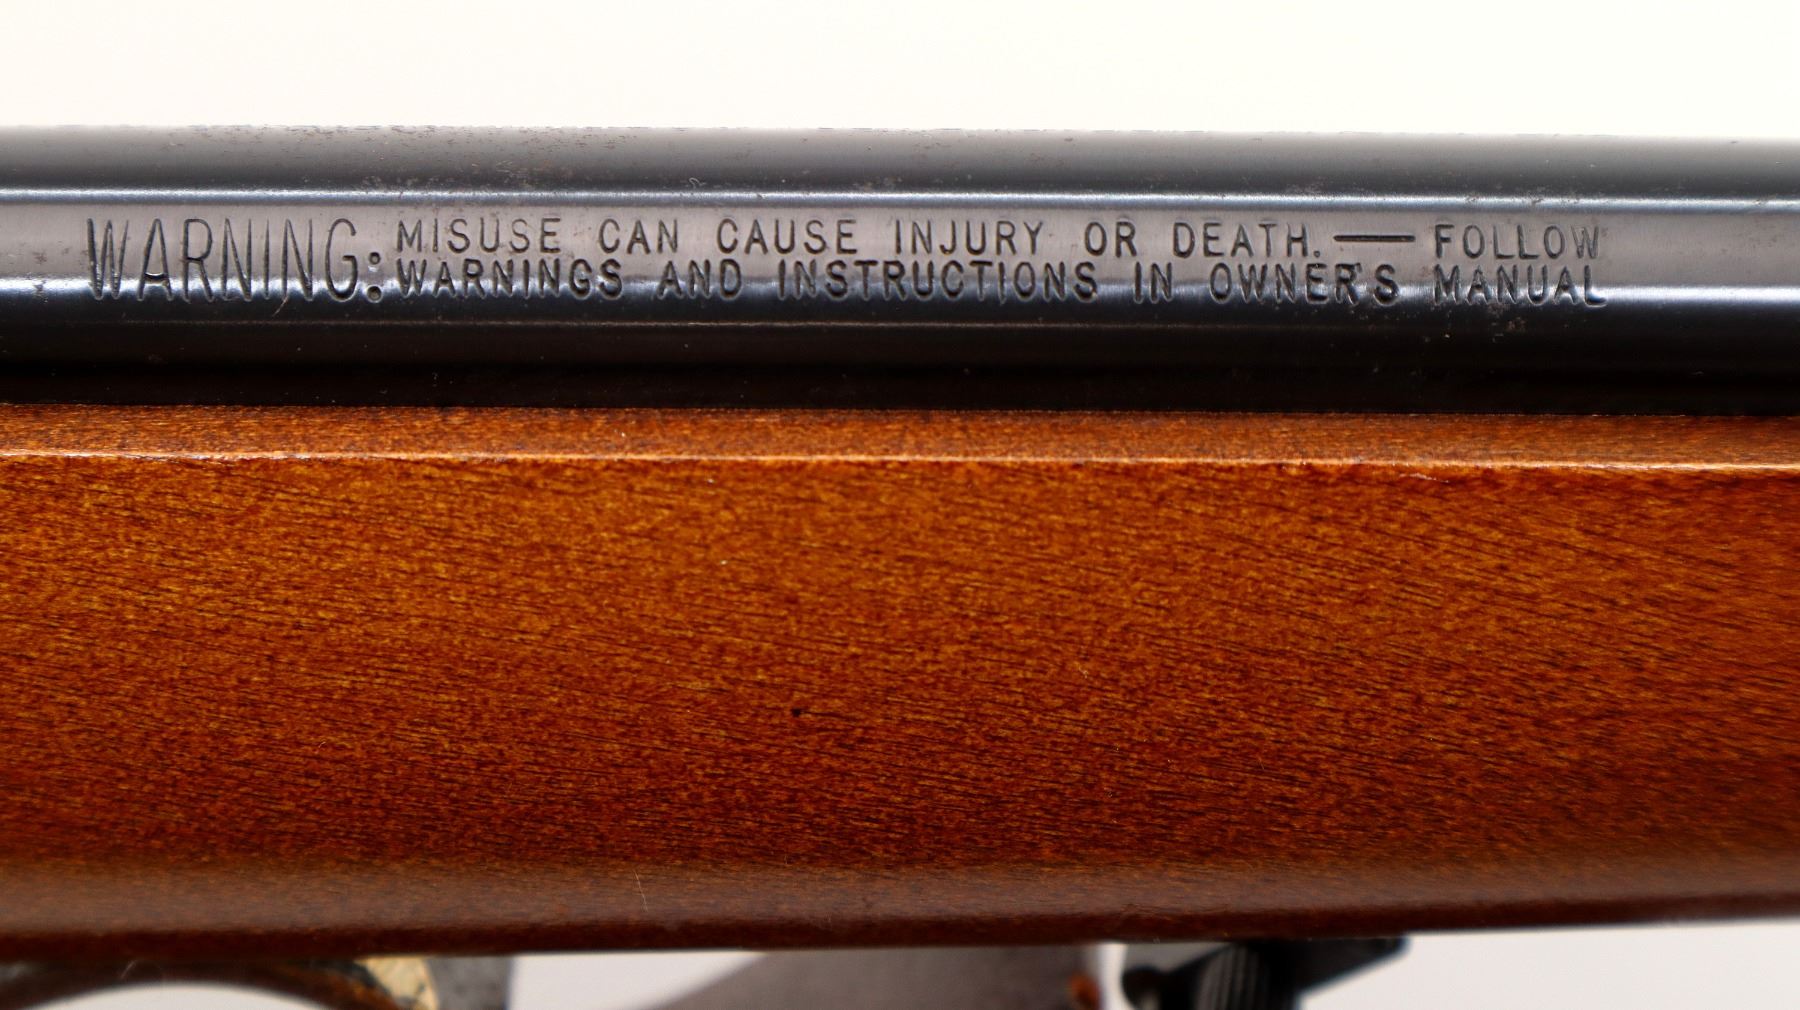 WARNING: MISUSE CAN CAUSE INJURY OR DEATH. — FOLLOW
WARNINGS AND INSTRUCTIONS IN OWNER'S MANUAL